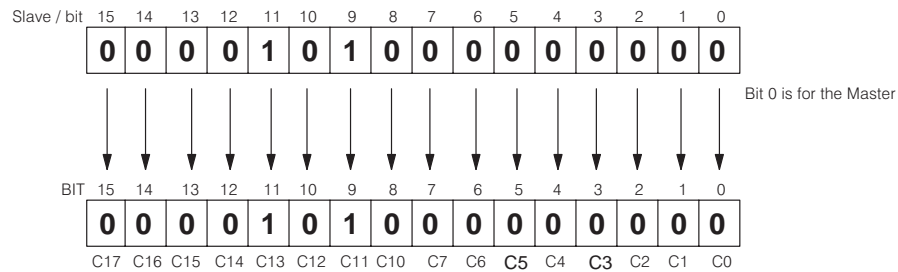 Slave / bit 15 14 13 12 11 10 9 8 7 6 5 4 3 2 1 0
0 0 0 0 1 0 1 0 0 0 0 0 0 0 0 0
Bit 0 is for the Master
BIT 15 14 13 12 11 10 9 8 7 6 5 4 3 2 1 0
0 0 0 0 1 0 1 0 0 0 0 0 0 0 0 0
C17 C16 C15 C14 C13 C12 C11 C10 C7 C6 C5 C4 C3 C2 C1 C0